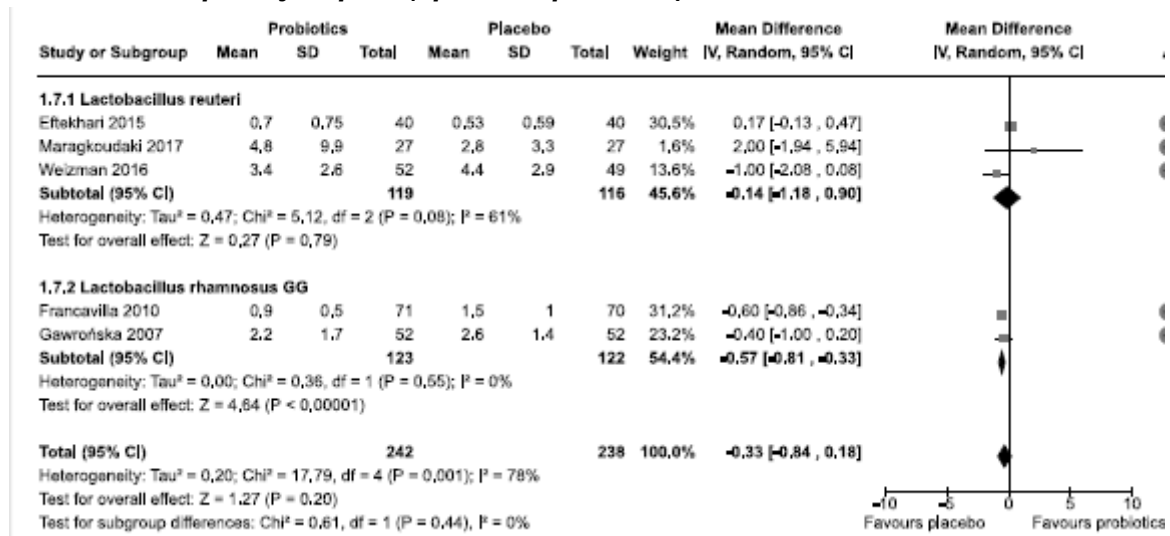 Probiotics Placebo Mean Difference Mean Difference
Study or Subgroup Mean SD Total Mean SD Total Weight IV, Random, 95% CI IV, Random, 95% CI
1.7.1 Lactobacillus reuteri
Eftekhari 2015 0,7 0,75 40 0,53 0,59 40 30,5% 0,17 [-0,13 , 0,47]
Maragkoudaki 2017 4,8 9,9 27 2,8 3,3 27 1,6% 2,00 [-1,94 , 5,94]
Weizman 2016 3,4 2,6 52 4,4 2,9 49 13,6% -1,00 [-2,08 , 0,08]
Subtotal (95% CI) 119 116 45,6% -0,14 [-1,18 , 0,90]
Heterogeneity: Tau² = 0,47; Chi² = 5,12, df = 2 (P = 0,08); I² = 61%
Test for overall effect: Z = 0,27 (P = 0,79)
1.7.2 Lactobacillus rhamnosus GG
Francavilla 2010 0,9 0,5 71 1,5 1 70 31,2% -0,60 [-0,86 , -0,34]
Gawrońska 2007 2,2 1,7 52 2,6 1,4 52 23,2% -0,40 [-1,00 , 0,20]
Subtotal (95% CI) 123 122 54,4% -0,57 [-0,81 , -0,33]
Heterogeneity: Tau² = 0,00; Chi² = 0,36, df = 1 (P = 0,55); I² = 0%
Test for overall effect: Z = 4,64 (P < 0,00001)
Total (95% CI) 242 238 100,0% -0,33 [-0,84 , 0,18]
Heterogeneity: Tau² = 0,20; Chi² = 17,79, df = 4 (P = 0,001); I² = 78%
Test for overall effect: Z = 1,27 (P = 0,20)
Test for subgroup differences: Chi² = 0,61, df = 1 (P = 0,44), I² = 0%
-10 -5 0 5 10
Favours placebo Favours probiotics